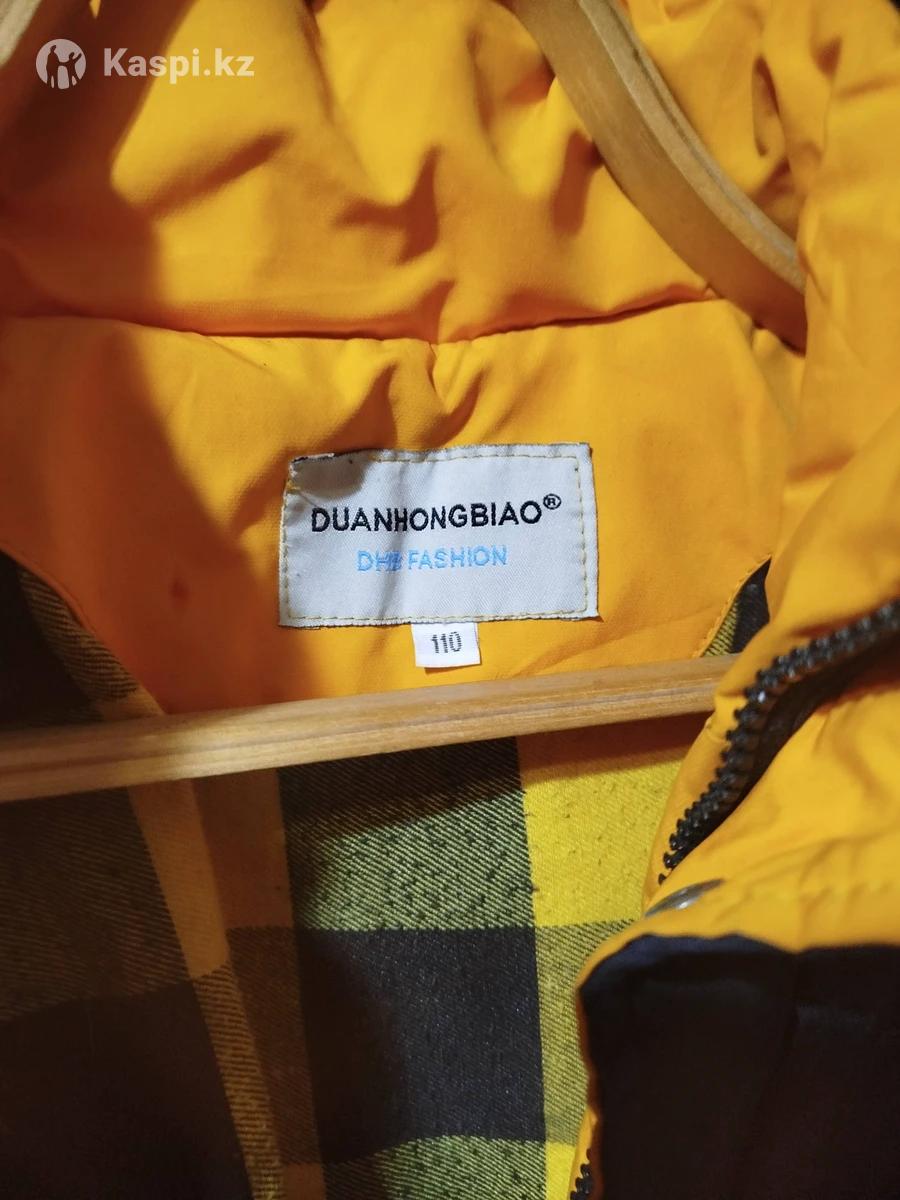 Kaspi.kz
DUANHONGBIAO®
DHB FASHION
110